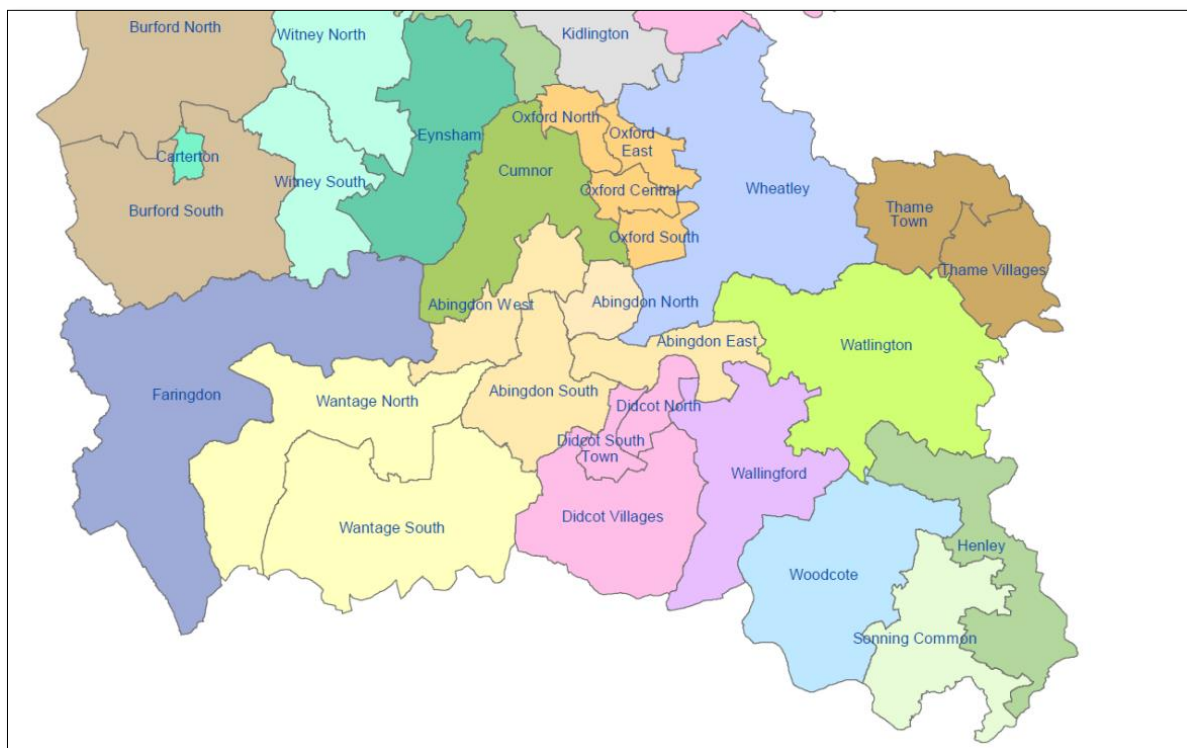 Burford North
Witney North
Kidlington
Oxford North
Eynsham
Oxford
East
Carterton
Cumnor
Witney South
Oxford Central
Wheatley
Burford South
Thame
Town
Oxford South
Thame Villages
Abingdon West
Abingdon North
Abingdon East
Watlington
Faringdon
Wantage North
Abingdon South
Didcot North
Didcot South
Town
Wallingford
Didcot Villages
Wantage South
Henley
Woodcote
Sonning Common